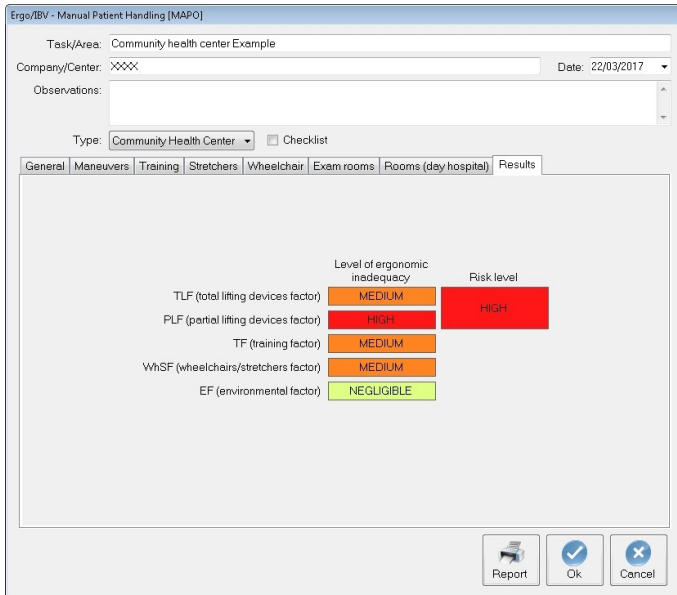 Ergo/IBV - Manual Patient Handling [MAPO]
Task/Area: Community health center Example
Company/Center: XXXX Date: 22/03/2017
Observations:
Type: Community Health Center Checklist
General Maneuvers Training Stretchers Wheelchair Exam rooms Rooms (day hospital) Results
Level of ergonomic
inadequacy Risk level
TLF (total lifting devices factor) MEDIUM
HIGH
PLF (partial lifting devices factor) HIGH
TF (training factor) MEDIUM
WhSF (wheelchairs/stretchers factor) MEDIUM
EF (environmental factor) NEGLIGIBLE
Report Ok Cancel